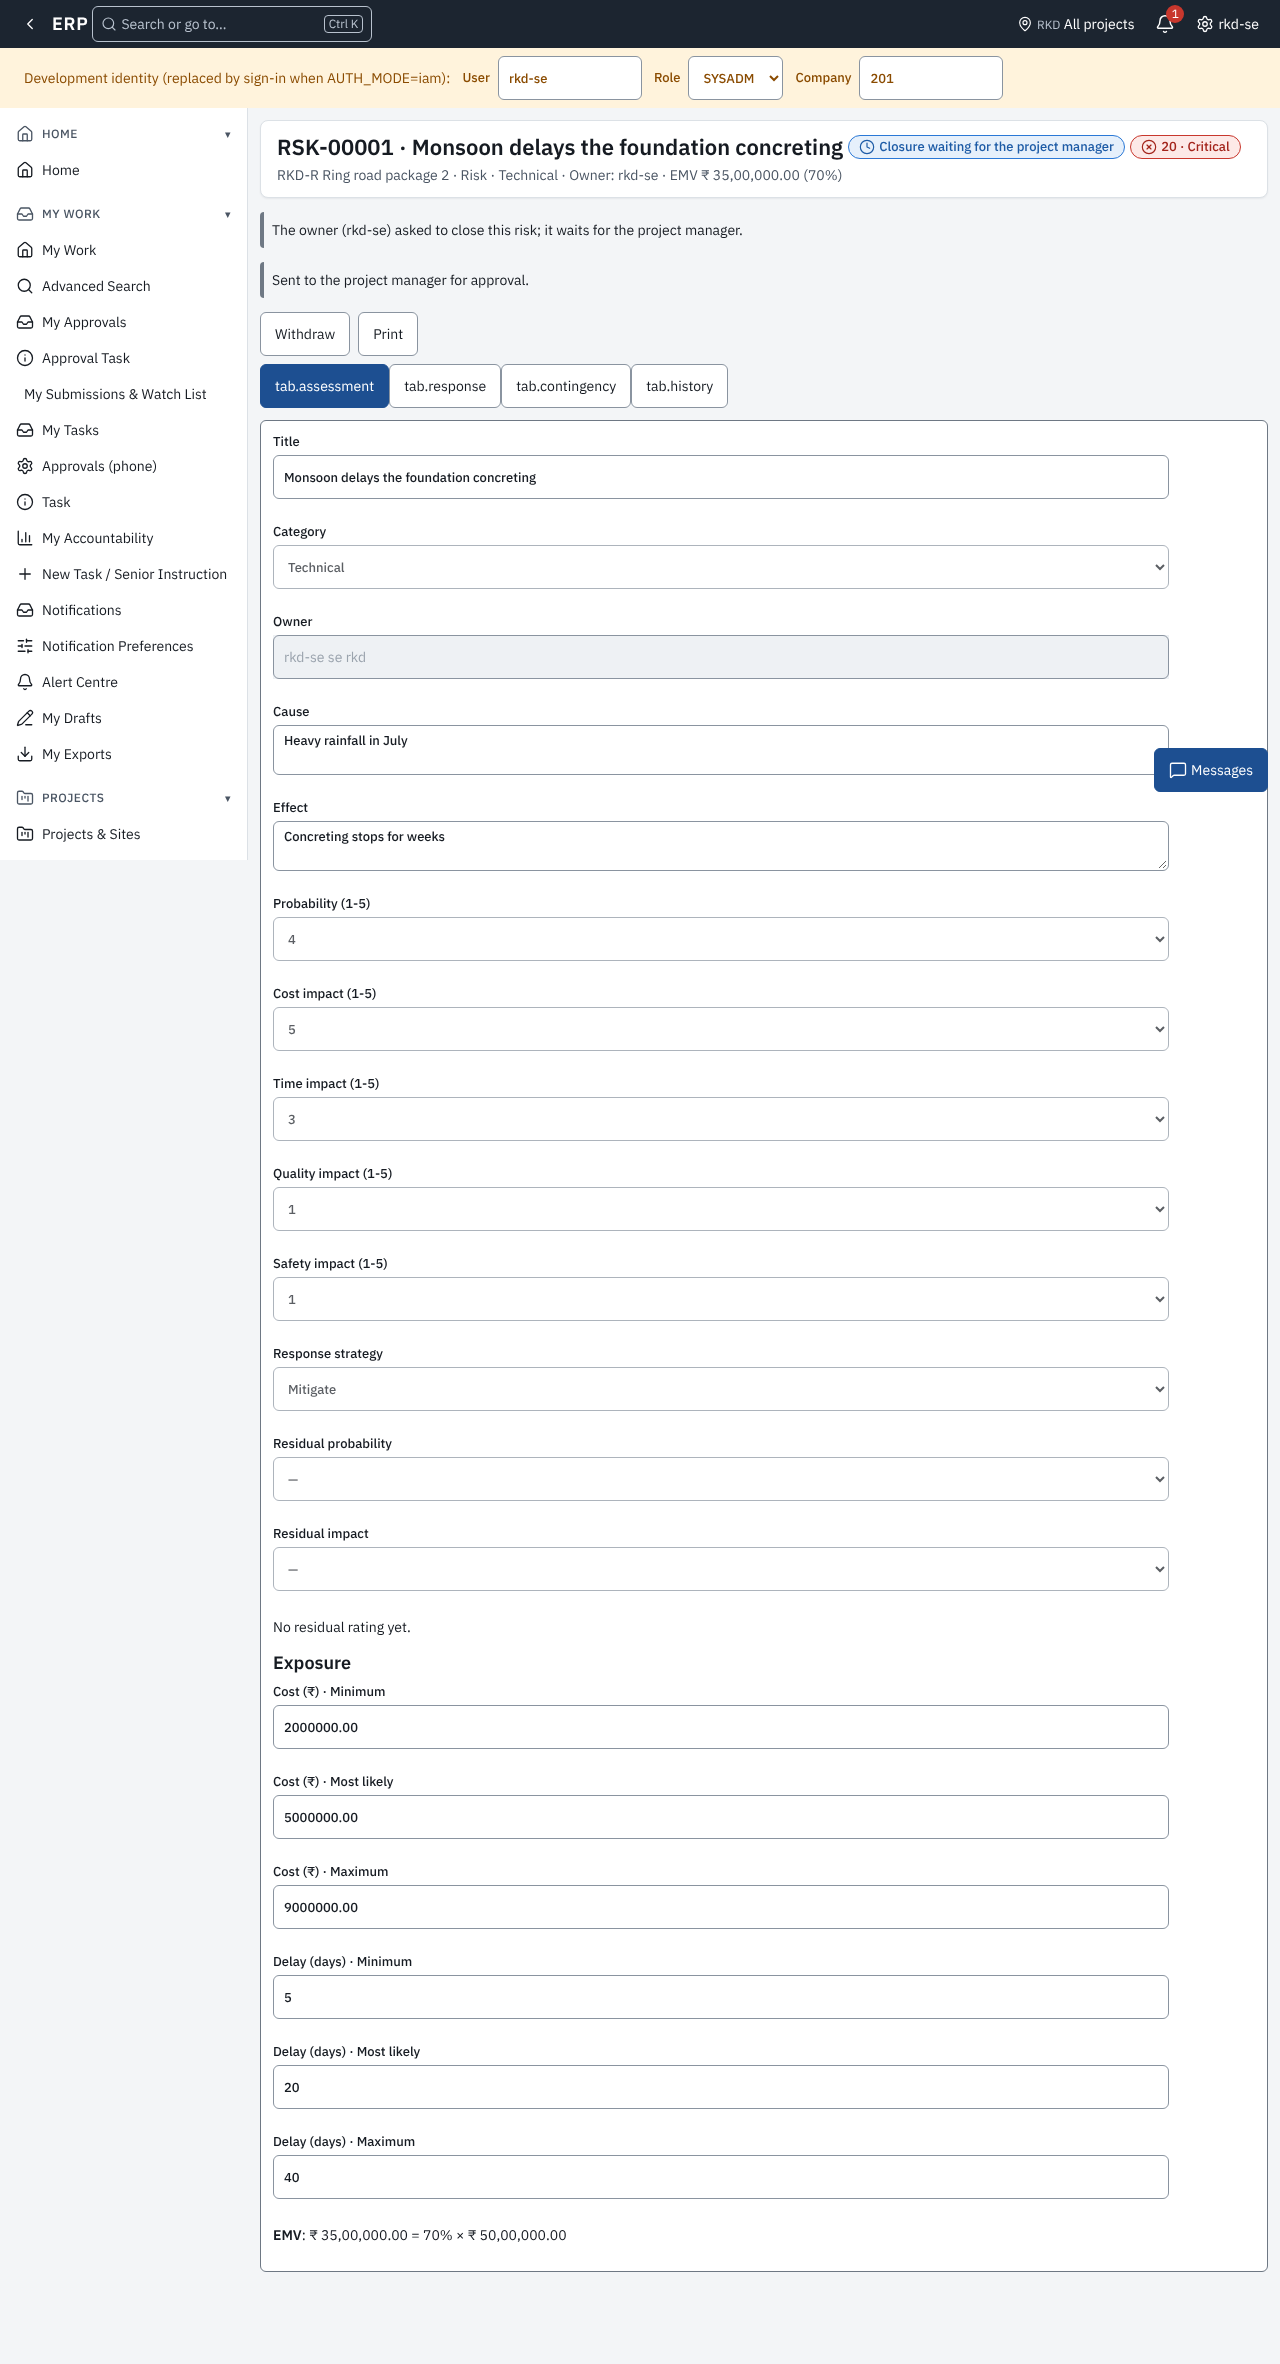 ERP
Search or go to...
Ctrl K
RKD All projects
1
rkd-se
Development identity (replaced by sign-in when AUTH_MODE=iam):
User
rkd-se
Role
SYSADM
Company
201
HOME
Home
MY WORK
My Work
Advanced Search
My Approvals
Approval Task
My Submissions & Watch List
My Tasks
Approvals (phone)
Task
My Accountability
New Task / Senior Instruction
Notifications
Notification Preferences
Alert Centre
My Drafts
My Exports
PROJECTS
Projects & Sites
RSK-00001 · Monsoon delays the foundation concreting
Closure waiting for the project manager
20 · Critical
RKD-R Ring road package 2 · Risk · Technical · Owner: rkd-se · EMV ₹ 35,00,000.00 (70%)
The owner (rkd-se) asked to close this risk; it waits for the project manager.
Sent to the project manager for approval.
Withdraw
Print
tab.assessment
tab.response
tab.contingency
tab.history
Title
Monsoon delays the foundation concreting
Category
Technical
Owner
rkd-se se rkd
Cause
Heavy rainfall in July
Messages
Effect
Concreting stops for weeks
Probability (1-5)
4
Cost impact (1-5)
5
Time impact (1-5)
3
Quality impact (1-5)
1
Safety impact (1-5)
1
Response strategy
Mitigate
Residual probability
—
Residual impact
—
No residual rating yet.
Exposure
Cost (₹) · Minimum
2000000.00
Cost (₹) · Most likely
5000000.00
Cost (₹) · Maximum
9000000.00
Delay (days) · Minimum
5
Delay (days) · Most likely
20
Delay (days) · Maximum
40
EMV: ₹ 35,00,000.00 = 70% × ₹ 50,00,000.00